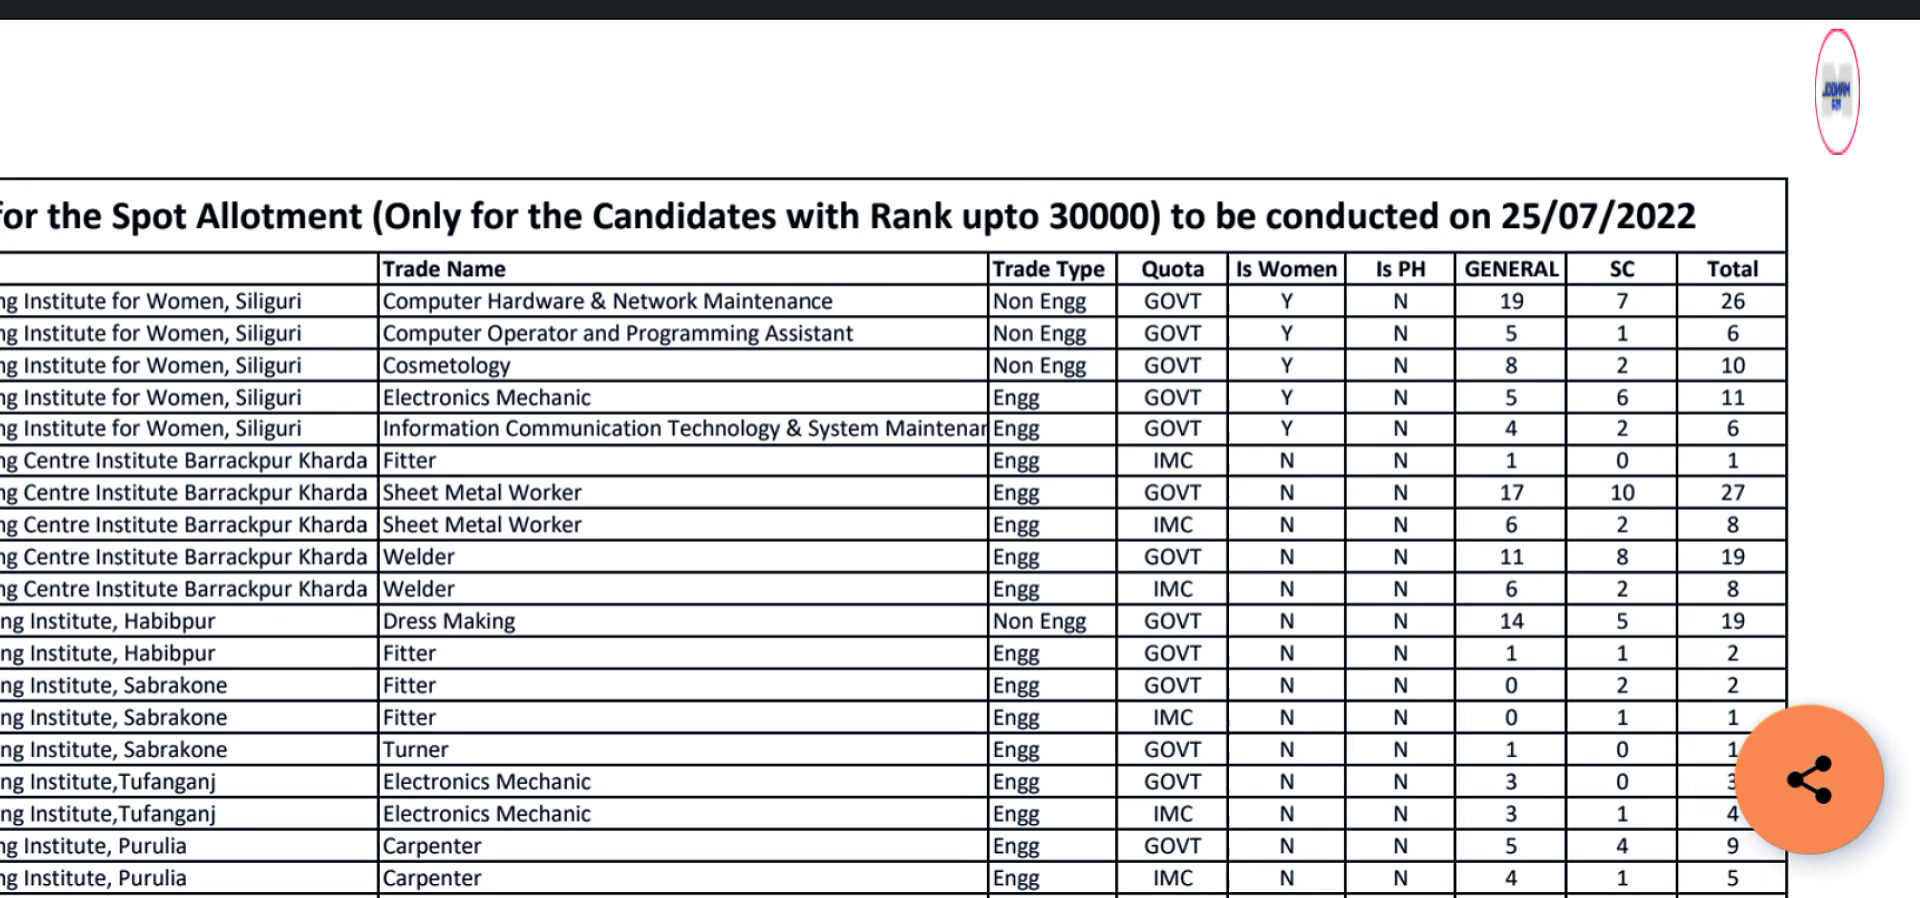 for the Spot Allotment (Only for the Candidates with Rank upto 30000) to be conducted on 25/07/2022
Trade Name Trade Type Quota Is Women Is PH GENERAL SC Total
ng Institute for Women, Siliguri Computer Hardware & Network Maintenance Non Engg GOVT Y N 19 7 26
ng Institute for Women, Siliguri Computer Operator and Programming Assistant Non Engg GOVT Y N 5 1 6
ng Institute for Women, Siliguri Cosmetology Non Engg GOVT Y N 8 2 10
ng Institute for Women, Siliguri Electronics Mechanic Engg GOVT Y N 5 6 11
ng Institute for Women, Siliguri Information Communication Technology & System Maintenar Engg GOVT Y N 4 2 6
ng Centre Institute Barrackpur Kharda Fitter Engg IMC N N 1 0 1
ng Centre Institute Barrackpur Kharda Sheet Metal Worker Engg GOVT N N 17 10 27
ng Centre Institute Barrackpur Kharda Sheet Metal Worker Engg IMC N N 6 2 8
ng Centre Institute Barrackpur Kharda Welder Engg GOVT N N 11 8 19
ng Centre Institute Barrackpur Kharda Welder Engg IMC N N 6 2 8
ng Institute, Habibpur Dress Making Non Engg GOVT N N 14 5 19
ng Institute, Habibpur Fitter Engg GOVT N N 1 1 2
ng Institute, Sabrakone Fitter Engg GOVT N N 0 2 2
ng Institute, Sabrakone Fitter Engg IMC N N 0 1 1
ng Institute, Sabrakone Turner Engg GOVT N N 1 0 1
ng Institute,Tufanganj Electronics Mechanic Engg GOVT N N 3 0 3
ng Institute,Tufanganj Electronics Mechanic Engg IMC N N 3 1 4
ng Institute, Purulia Carpenter Engg GOVT N N 5 4 9
ng Institute, Purulia Carpenter Engg IMC N N 4 1 5